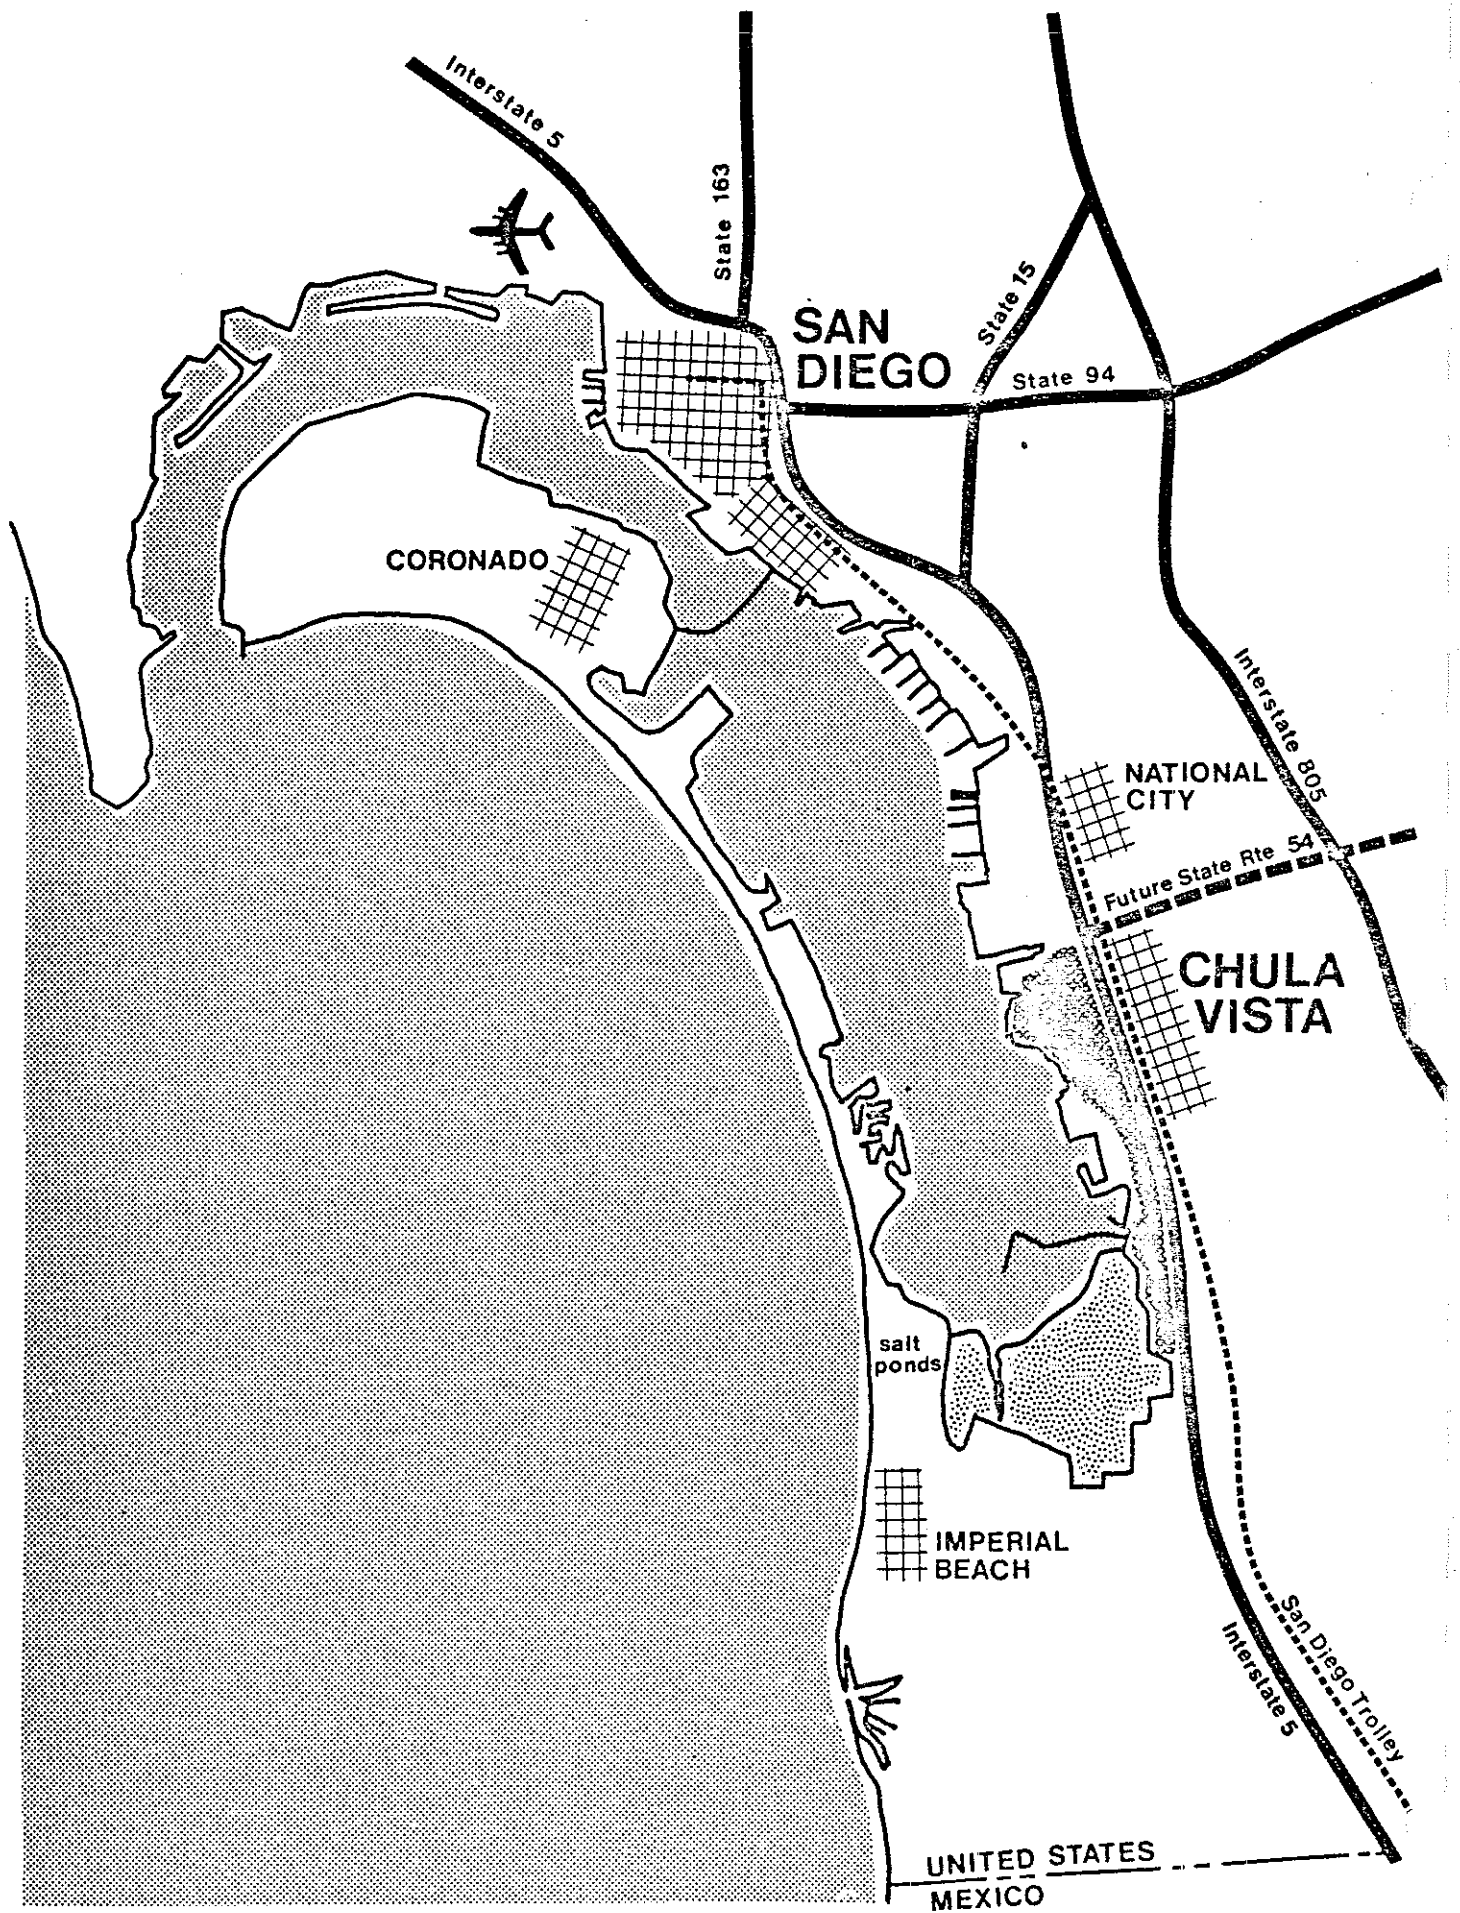 Interstate 5
State 163
State 15
SAN
DIEGO
State 94
CORONADO
Interstate 805
NATIONAL
CITY
Future State Rte 54
CHULA
VISTA
salt
ponds
IMPERIAL
BEACH
San Diego Trolley
Interstate 5
UNITED STATES
MEXICO